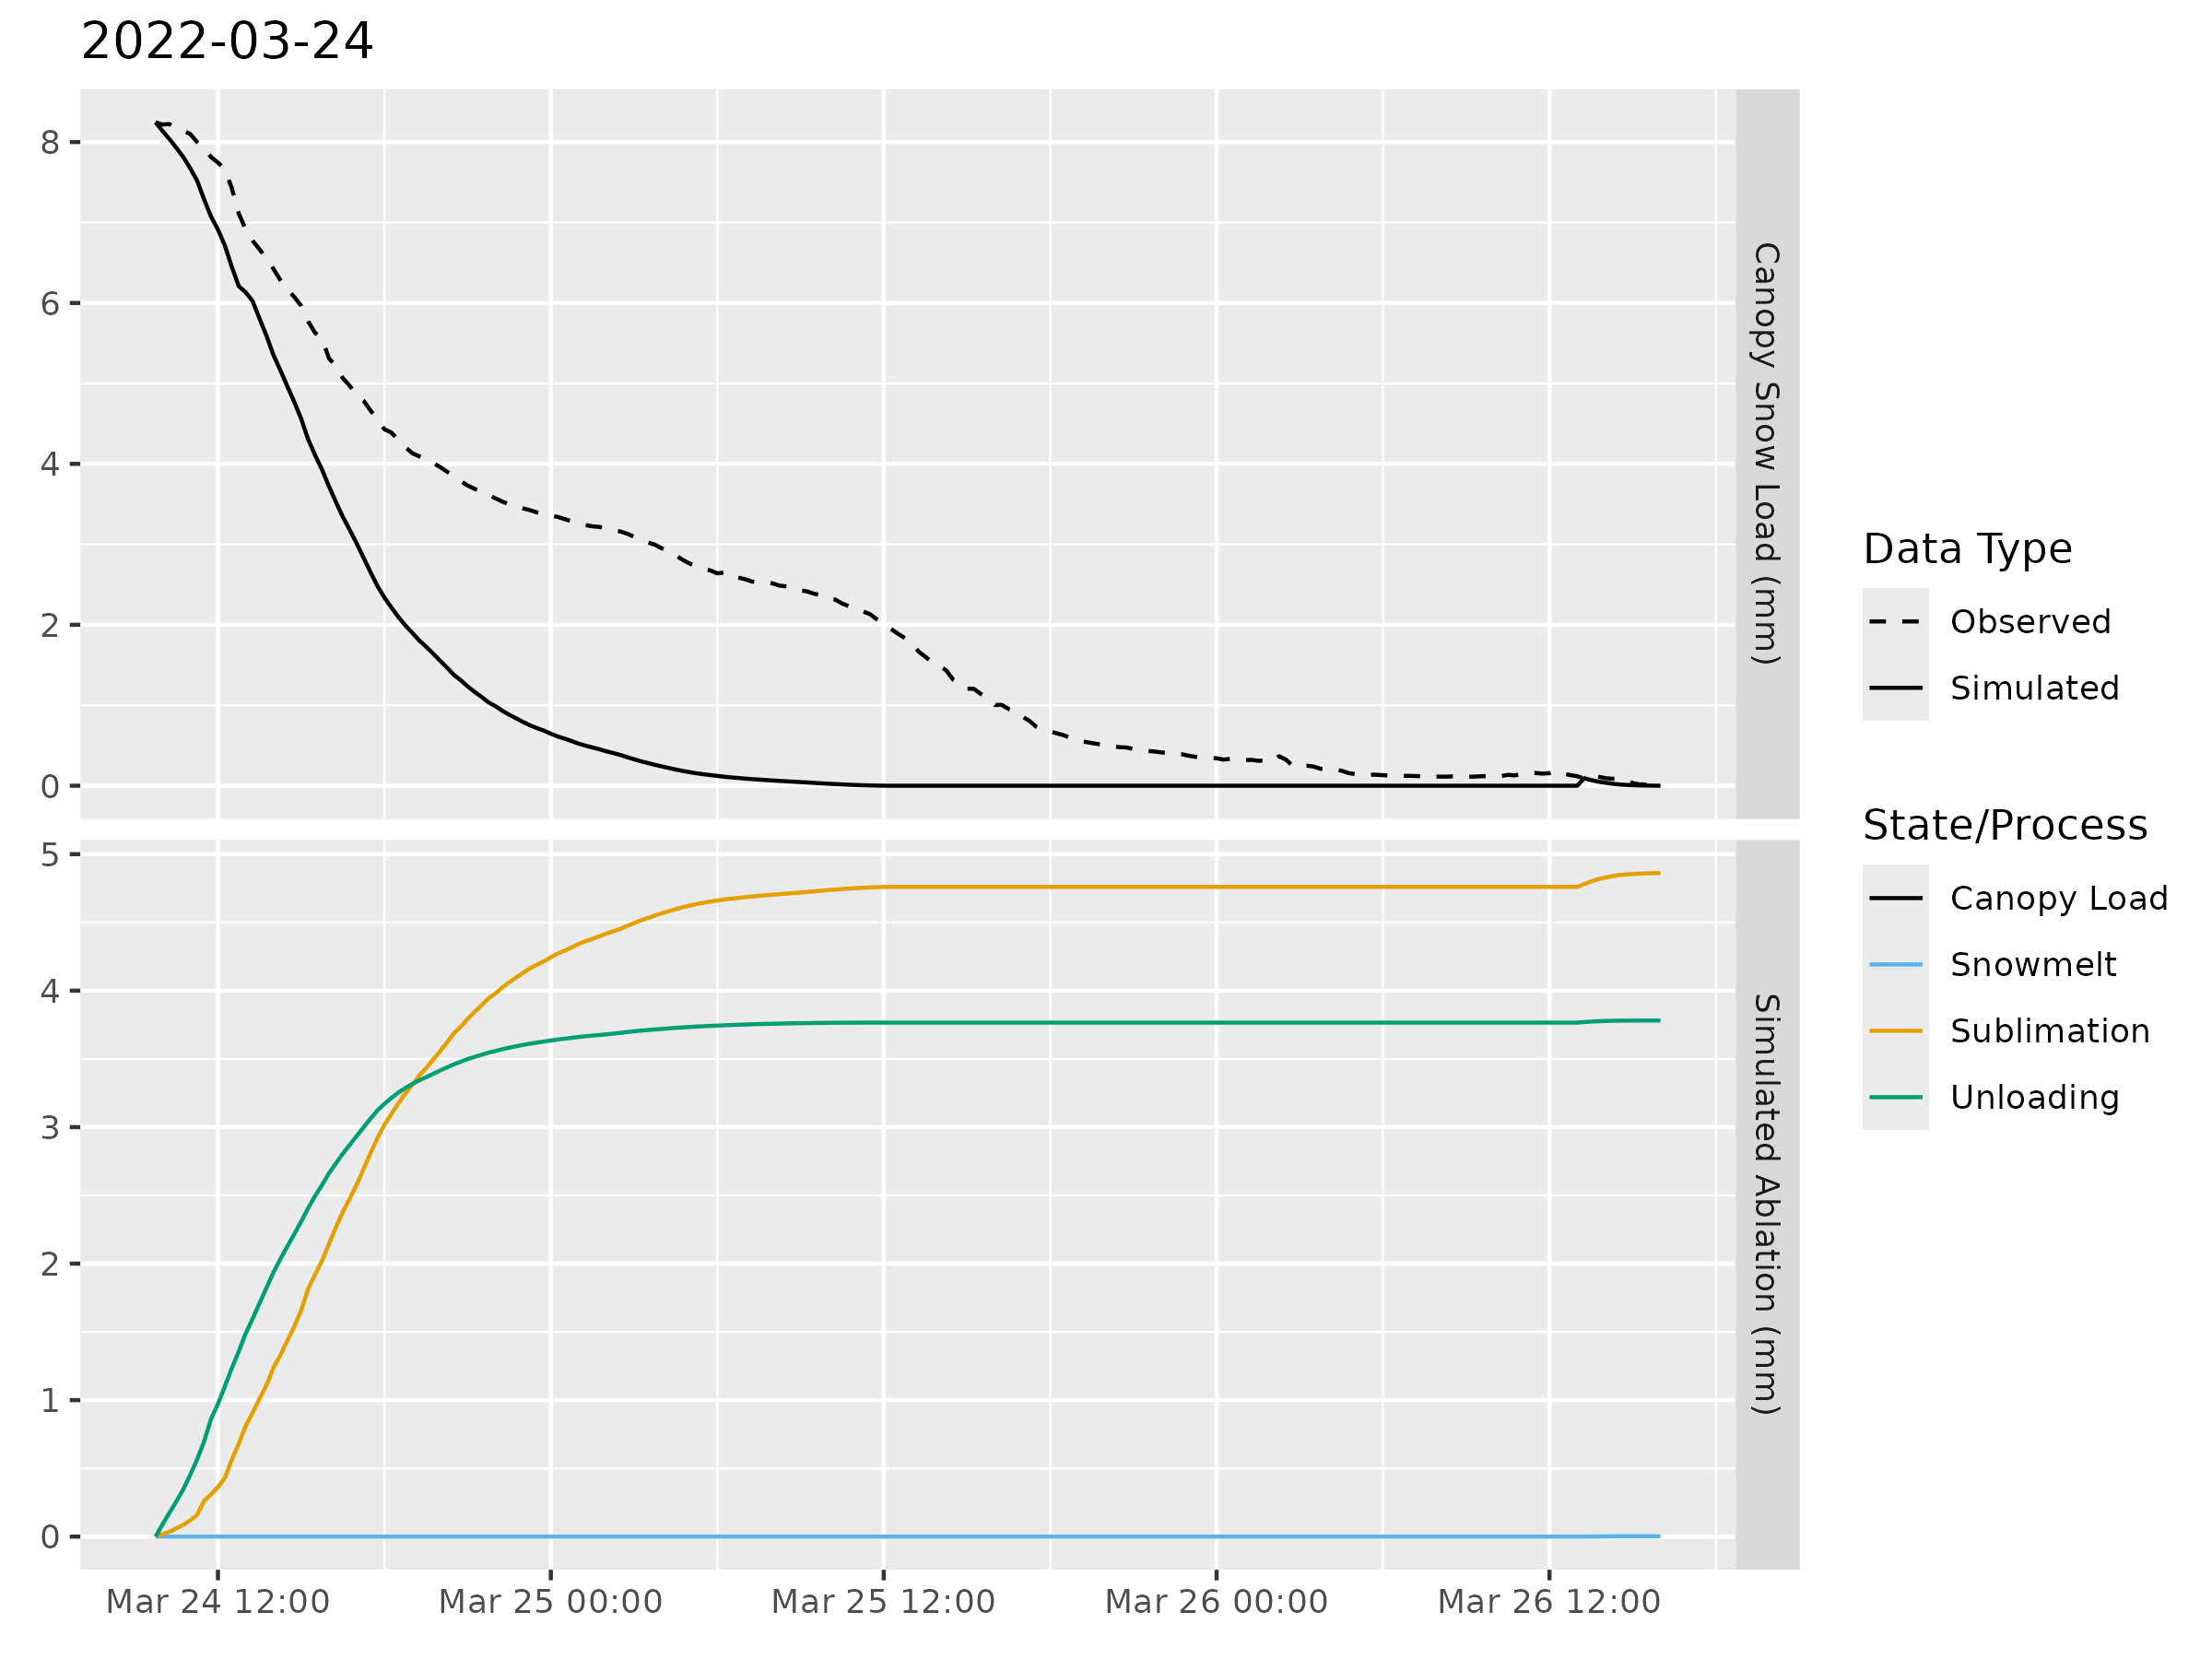 2022-03-24
8
6
4
2
0
Canopy Snow Load (mm)
5
4
3
2
1
0
Simulated Ablation (mm)
Mar 24 12:00
Mar 25 00:00
Mar 25 12:00
Mar 26 00:00
Mar 26 12:00
Data Type
Observed
Simulated
State/Process
Canopy Load
Snowmelt
Sublimation
Unloading